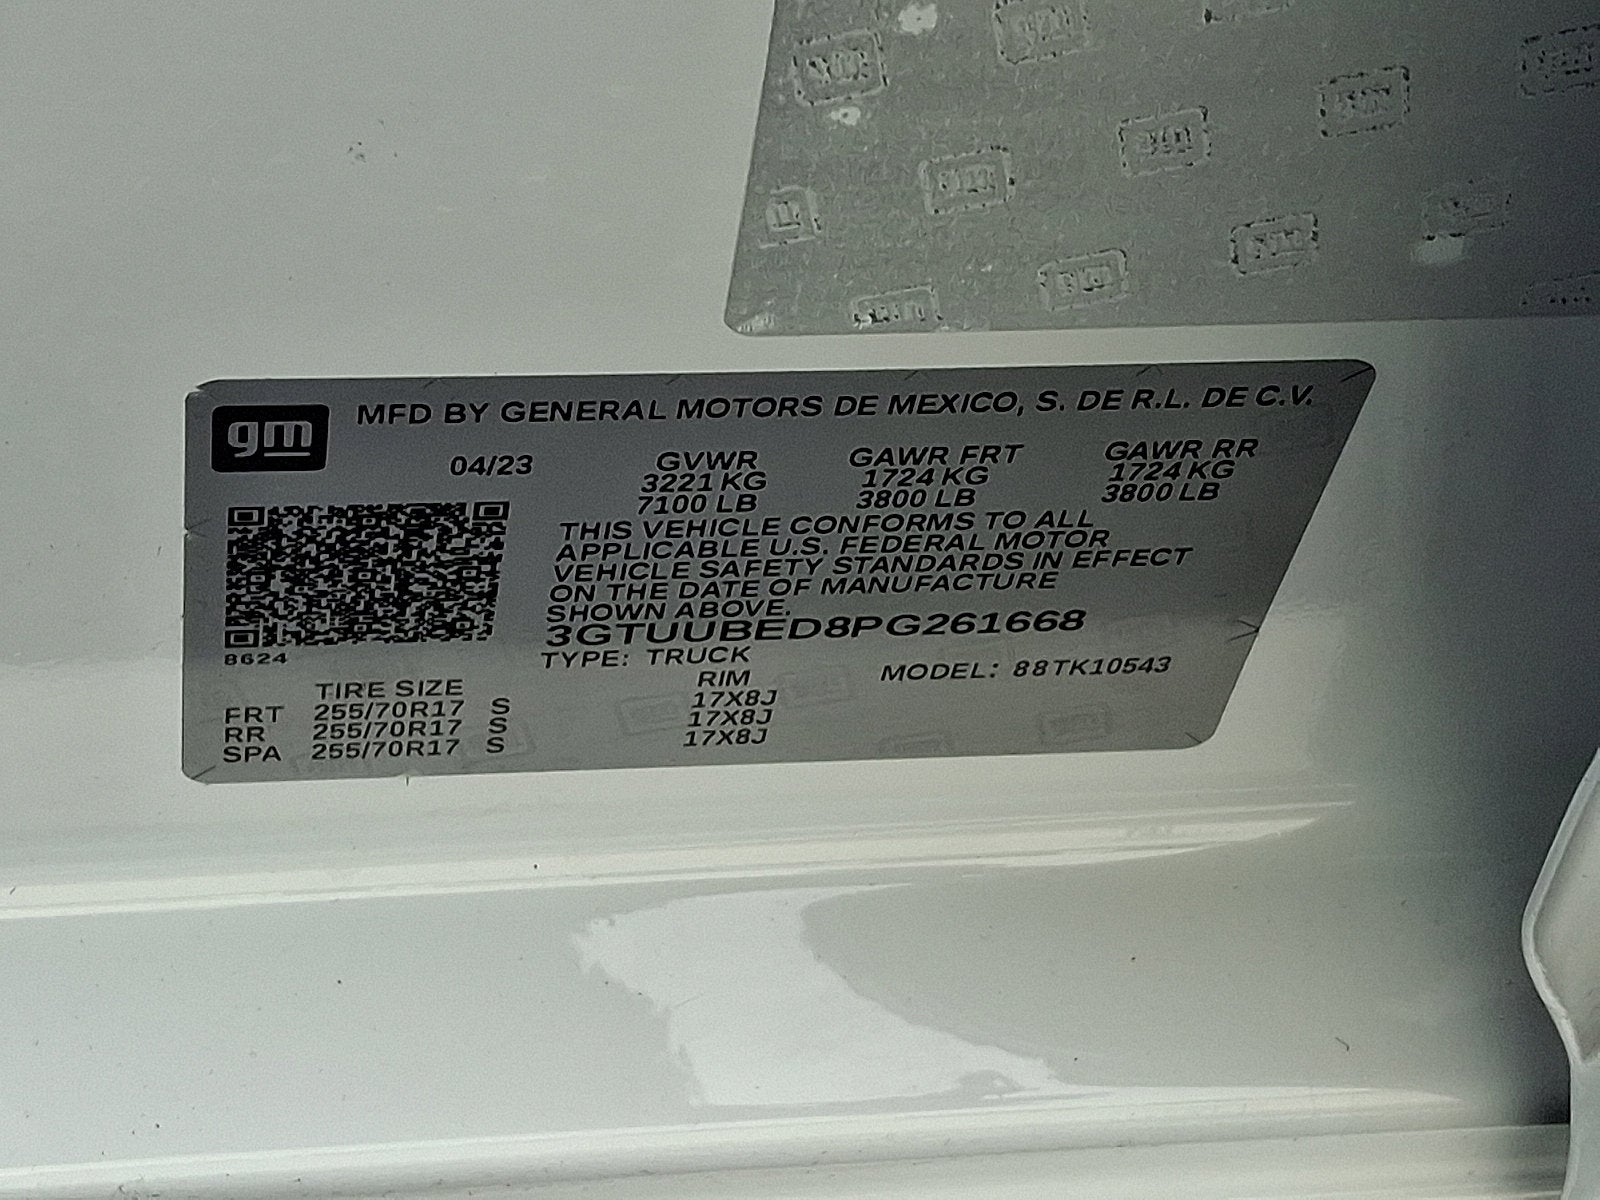 gm
MFD BY GENERAL MOTORS DE MEXICO, S. DE R.L. DE C.V.
04/23 GVWR GAWR FRT GAWR RR
3221 KG 1724 KG 1724 KG
7100 LB 3800 LB 3800 LB
THIS VEHICLE CONFORMS TO ALL
APPLICABLE U.S. FEDERAL MOTOR
VEHICLE SAFETY STANDARDS IN EFFECT
ON THE DATE OF MANUFACTURE
SHOWN ABOVE.
3GTUUBED8PG261668
8624
TYPE: TRUCK MODEL: 88TK10543
TIRE SIZE RIM
FRT 255/70R17 S 17X8J
RR 255/70R17 S 17X8J
SPA 255/70R17 S 17X8J